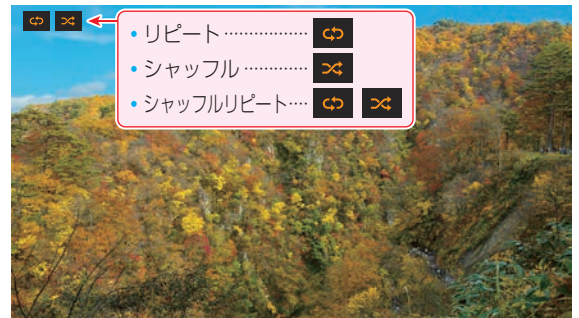 • リピート ………………
• シャッフル …………
• シャッフルリピート …